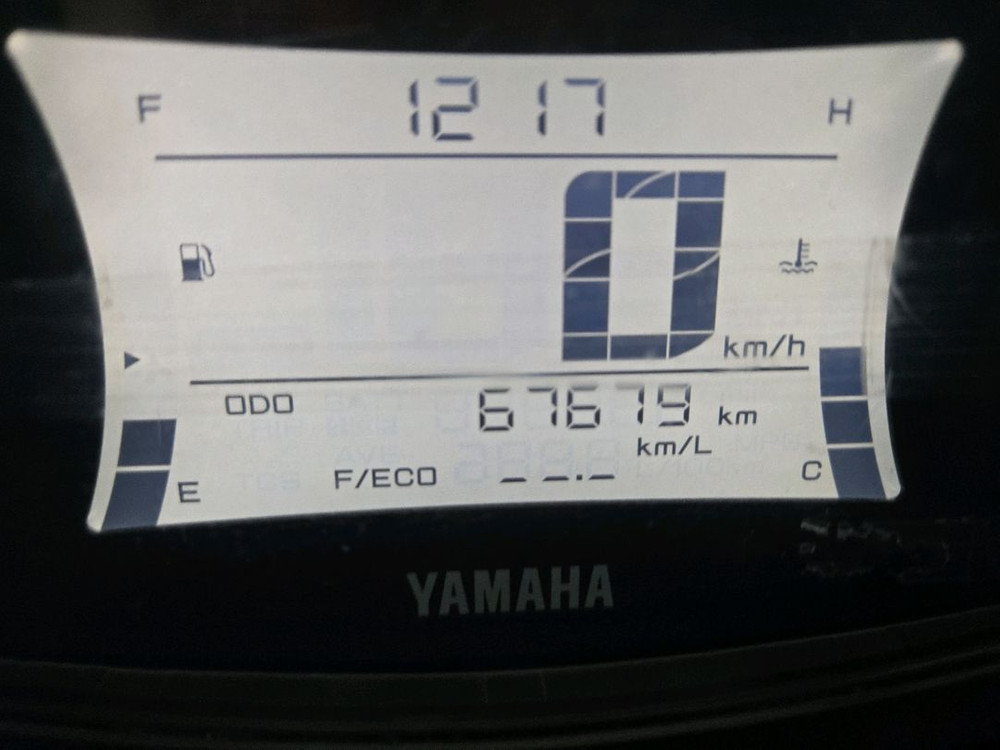 F 12 17 H
0 km/h
ODO 67679 km
km/L
F/ECO --.-
E C
YAMAHA